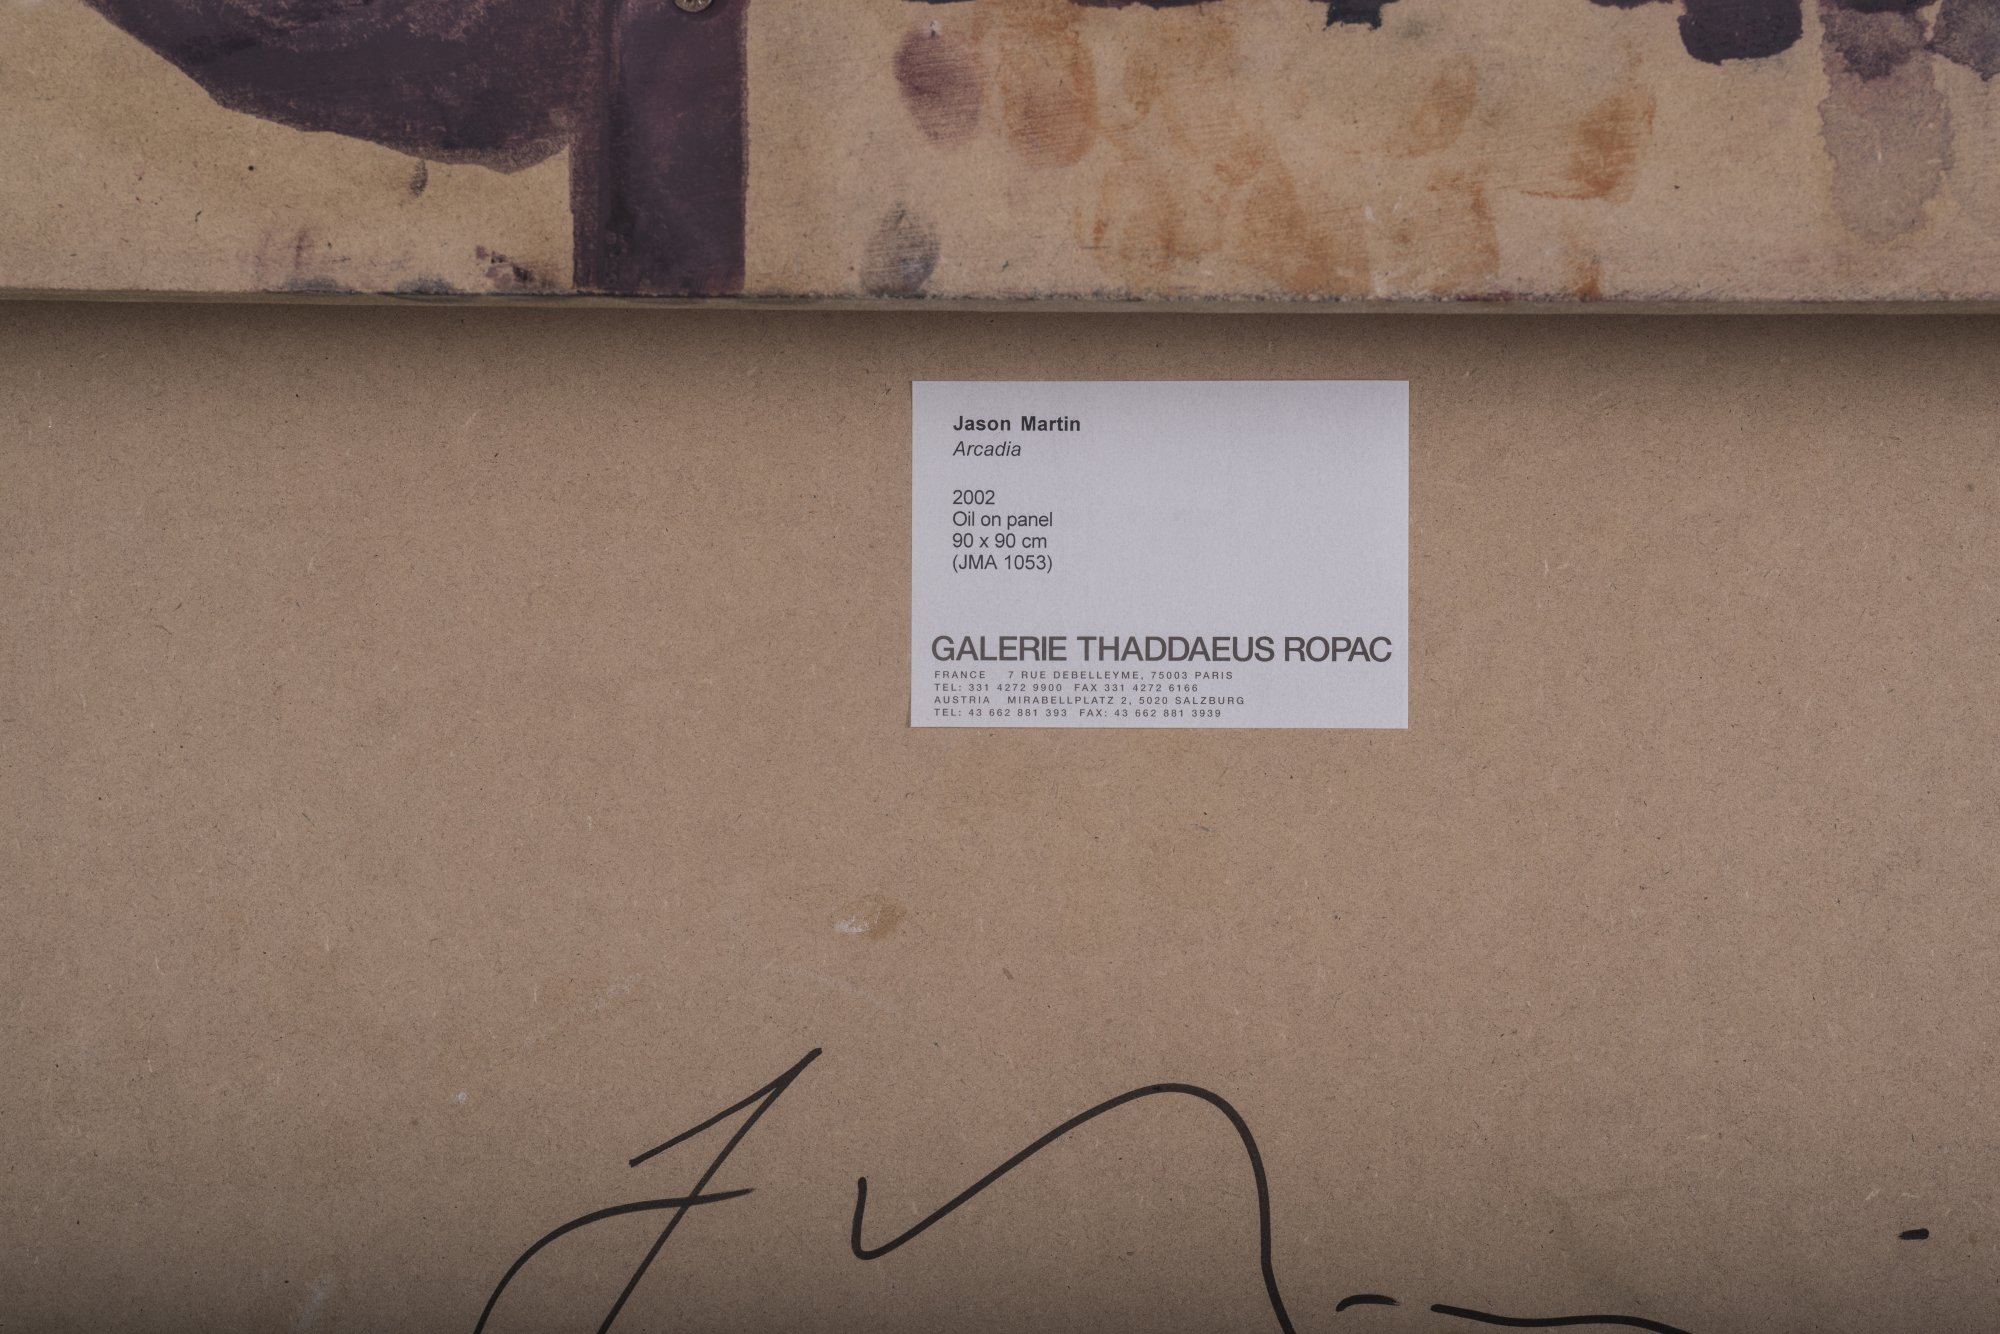 Jason Martin
Arcadia
2002
Oil on panel
90 x 90 cm
(JMA 1053)
GALERIE THADDAEUS ROPAC
FRANCE 7 RUE DEBELLEYME, 75003 PARIS
TEL: 331 4272 9900 FAX 331 4272 6166
AUSTRIA MIRABELLPLATZ 2, 5020 SALZBURG
TEL: 43 662 881 393 FAX: 43 662 881 3939